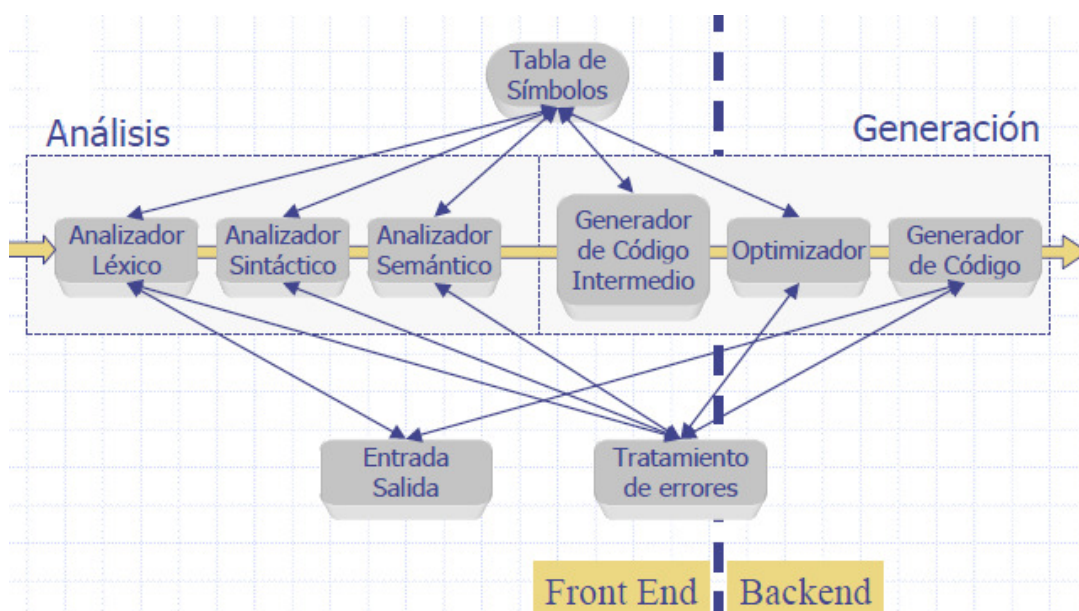 Tabla de
Símbolos
Análisis
Generación
Analizador
Léxico
Analizador
Sintáctico
Analizador
Semántico
Generador
de Código
Intermedio
Optimizador
Generador
de Código
Entrada
Salida
Tratamiento
de errores
Front End
Backend